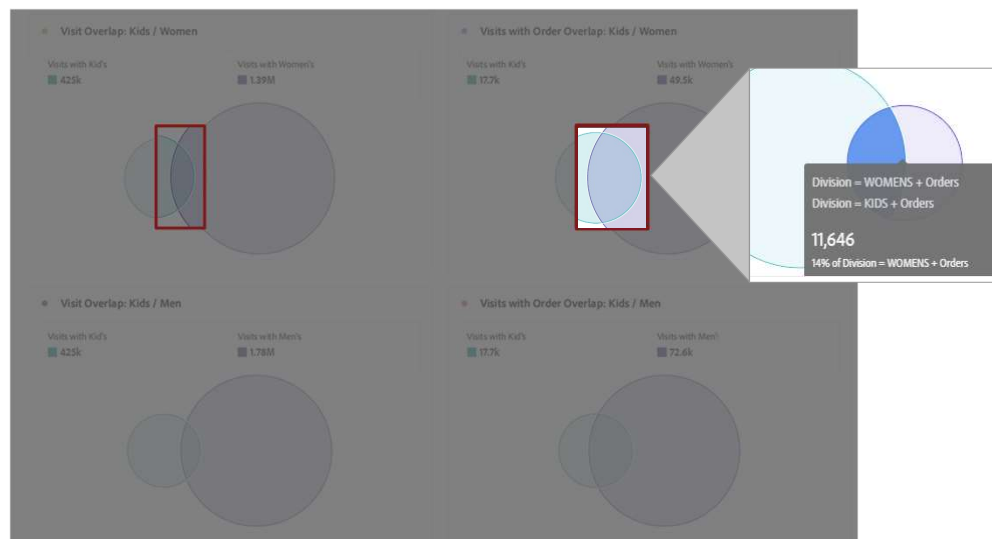 Visit Overlap: Kids / Women
Visits with Kid's
425k
Visits with Women's
1.39M
Visits with Order Overlap: Kids / Women
Visits with Kid's
17.7k
Visits with Women's
49.5k
Division = WOMENS + Orders
Division = KIDS + Orders
11,646
14% of Division = WOMENS + Orders
Visit Overlap: Kids / Men
Visits with Kid's
425k
Visits with Men's
1.78M
Visits with Order Overlap: Kids / Men
Visits with Kid's
17.7k
Visits with Men's
72.6k